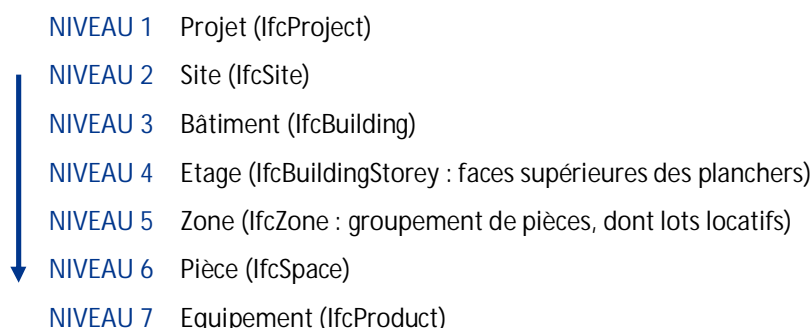 NIVEAU 1 Projet (IfcProject)
NIVEAU 2 Site (IfcSite)
NIVEAU 3 Bâtiment (IfcBuilding)
NIVEAU 4 Etage (IfcBuildingStorey : faces supérieures des planchers)
NIVEAU 5 Zone (IfcZone : groupement de pièces, dont lots locatifs)
NIVEAU 6 Pièce (IfcSpace)
NIVEAU 7 Equipement (IfcProduct)